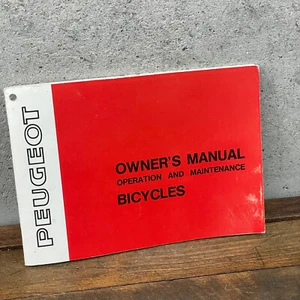 PEUGEOT
OWNER'S MANUAL
OPERATION AND MAINTENANCE
BICYCLES